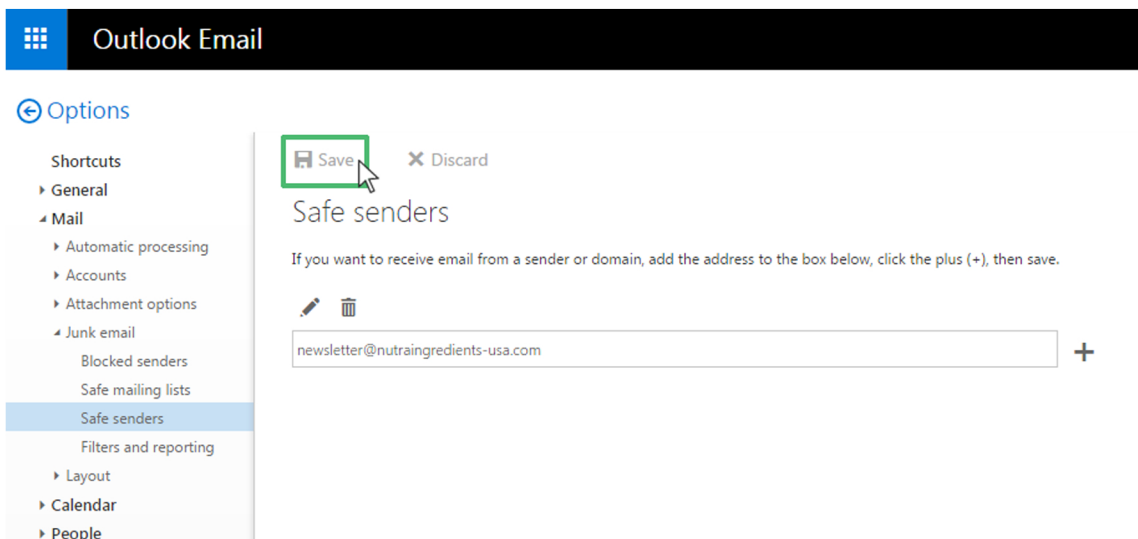 Outlook Email
Options
Shortcuts
General
Mail
Automatic processing
Accounts
Attachment options
Junk email
Blocked senders
Safe mailing lists
Safe senders
Filters and reporting
Layout
Calendar
People
Save
Discard
Safe senders
If you want to receive email from a sender or domain, add the address to the box below, click the plus (+), then save.
newsletter@nutraingredients-usa.com